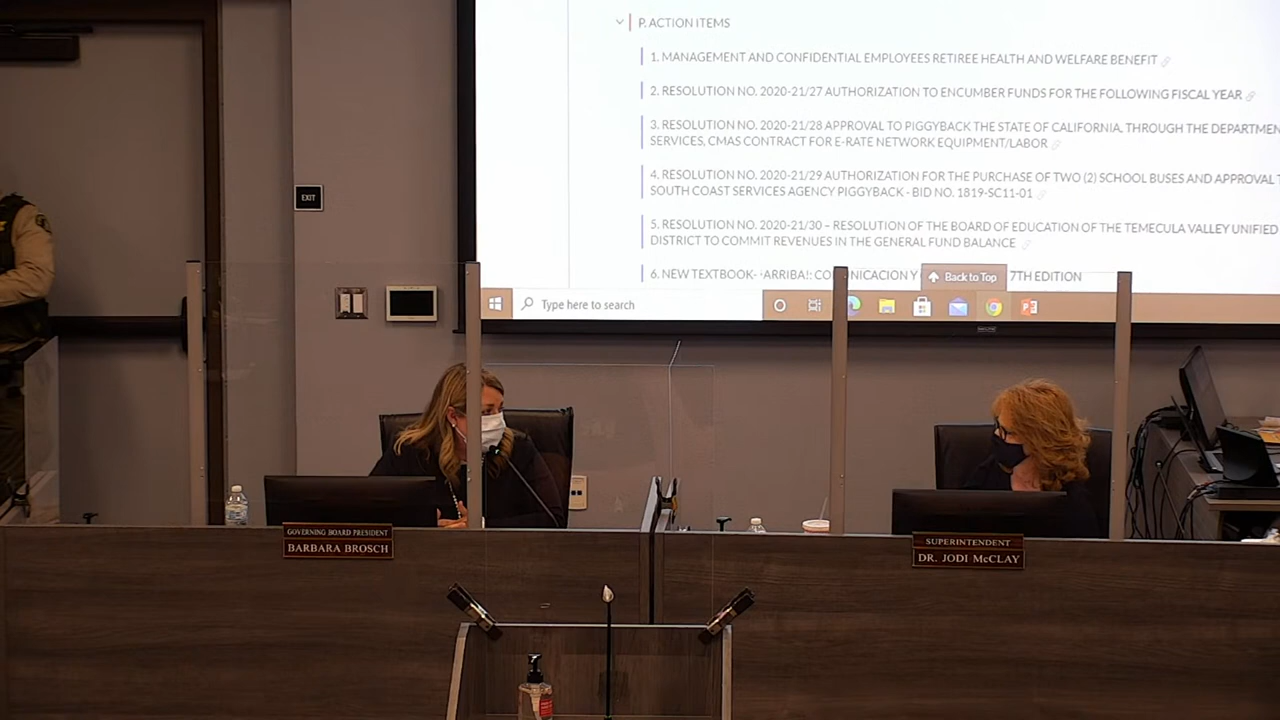 P. ACTION ITEMS
1. MANAGEMENT AND CONFIDENTIAL EMPLOYEES RETIREE HEALTH AND WELFARE BENEFIT
2. RESOLUTION NO. 2020-21/27 AUTHORIZATION TO ENCUMBER FUNDS FOR THE FOLLOWING FISCAL YEAR
3. RESOLUTION NO. 2020-21/28 APPROVAL TO PIGGYBACK THE STATE OF CALIFORNIA, THROUGH THE DEPARTMEN
SERVICES, CMAS CONTRACT FOR E-RATE NETWORK EQUIPMENT/LABOR
4. RESOLUTION NO. 2020-21/29 AUTHORIZATION FOR THE PURCHASE OF TWO (2) SCHOOL BUSES AND APPROVAL T
SOUTH COAST SERVICES AGENCY PIGGYBACK - BID NO. 1819-SC11-01
5. RESOLUTION NO. 2020-21/30 – RESOLUTION OF THE BOARD OF EDUCATION OF THE TEMECULA VALLEY UNIFIED
DISTRICT TO COMMIT REVENUES IN THE GENERAL FUND BALANCE
6. NEW TEXTBOOK- ¡ARRIBA!: CO NICACION Y 7TH EDITION
Back to Top
Type here to search
EXIT
GOVERNING BOARD PRESIDENT
BARBARA BROSCH
SUPERINTENDENT
DR. JODI McCLAY